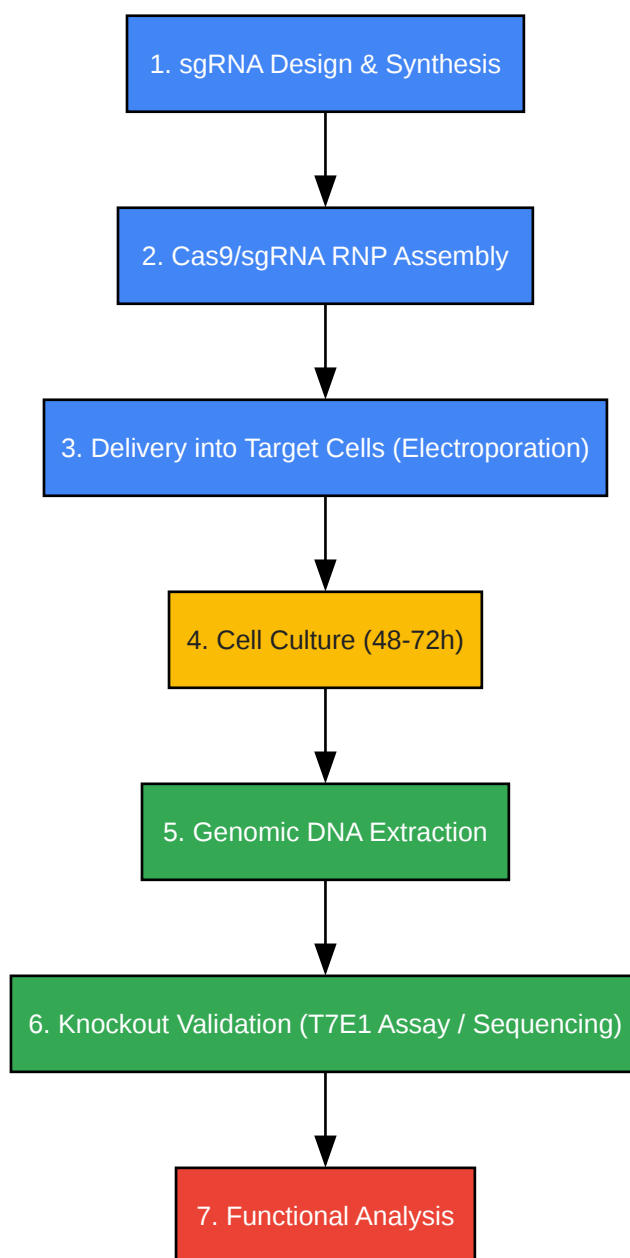 1. sgRNA Design & Synthesis
2. Cas9/sgRNA RNP Assembly
3. Delivery into Target Cells (Electroporation)
4. Cell Culture (48-72h)
5. Genomic DNA Extraction
6. Knockout Validation (T7E1 Assay / Sequencing)
7. Functional Analysis